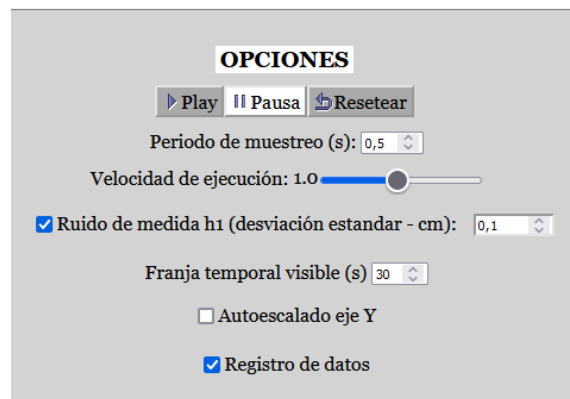 OPCIONES
Play Pausa Resetear
Periodo de muestreo (s): 0,5
Velocidad de ejecución: 1.0
Ruido de medida h1 (desviación estandar - cm): 0,1
Franja temporal visible (s) 30
Autoescalado eje Y
Registro de datos